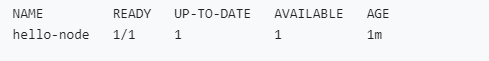 NAME         READY   UP-TO-DATE   AVAILABLE   AGE
hello-node   1/1     1            1           1m